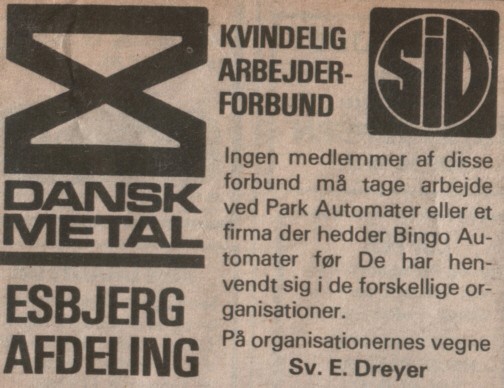 DANSK
METAL
ESBJERG
AFDELING
KVINDELIG
ARBEJDER-
FORBUND
SiD
Ingen medlemmer af disse
forbund må tage arbejde
ved Park Automater eller et
firma der hedder Bingo Au-
tomater før De har hen-
vendt sig i de forskellige or-
ganisationer.
På organisationernes vegne
Sv. E. Dreyer